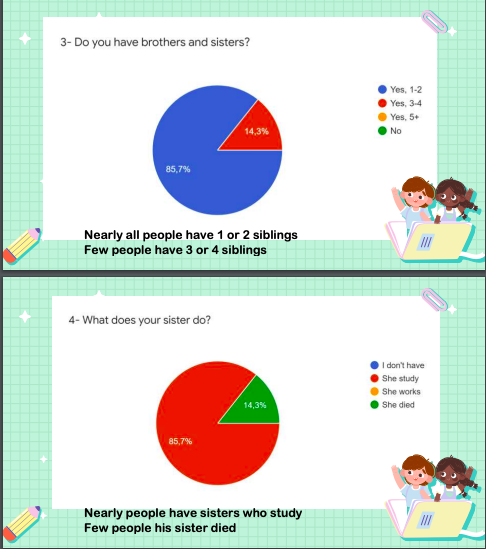 3- Do you have brothers and sisters?
Yes, 1-2
Yes, 3-4
Yes, 5+
No
14,3%
85,7%
Nearly all people have 1 or 2 siblings
Few people have 3 or 4 siblings
4- What does your sister do?
I don't have
She study
She works
She died
14,3%
85,7%
Nearly people have sisters who study
Few people his sister died